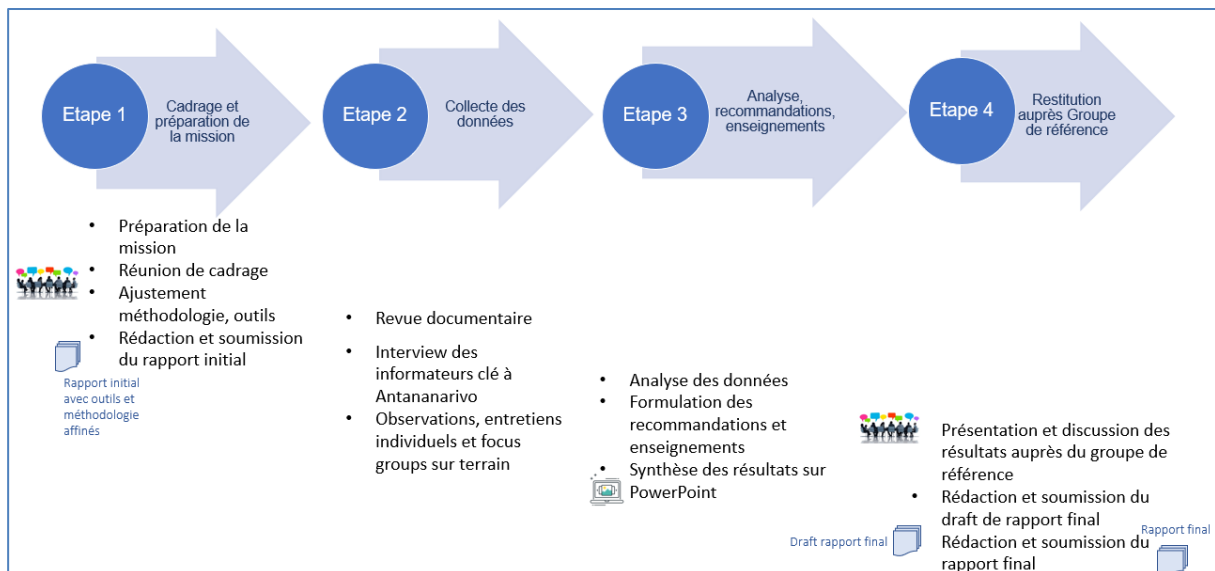 Etape 1
Cadrage et
préparation de
la mission
Etape 2
Collecte des
données
Etape 3
Analyse,
recommandations,
enseignements
Etape 4
Restitution
auprès Groupe
de référence
• Préparation de la
mission
• Réunion de cadrage
• Ajustement
méthodologie, outils
• Rédaction et soumission
du rapport initial
Rapport initial
avec outils et
méthodologie
affinés
• Revue documentaire
• Interview des
informateurs clé à
Antananarivo
• Observations, entretiens
individuels et focus
groups sur terrain
• Analyse des données
• Formulation des
recommandations et
enseignements
• Synthèse des résultats sur
PowerPoint
Présentation et discussion des
résultats auprès du groupe de
référence
• Rédaction et soumission du
draft de rapport final
Rédaction et soumission du
rapport final
Draft rapport final
Rapport final